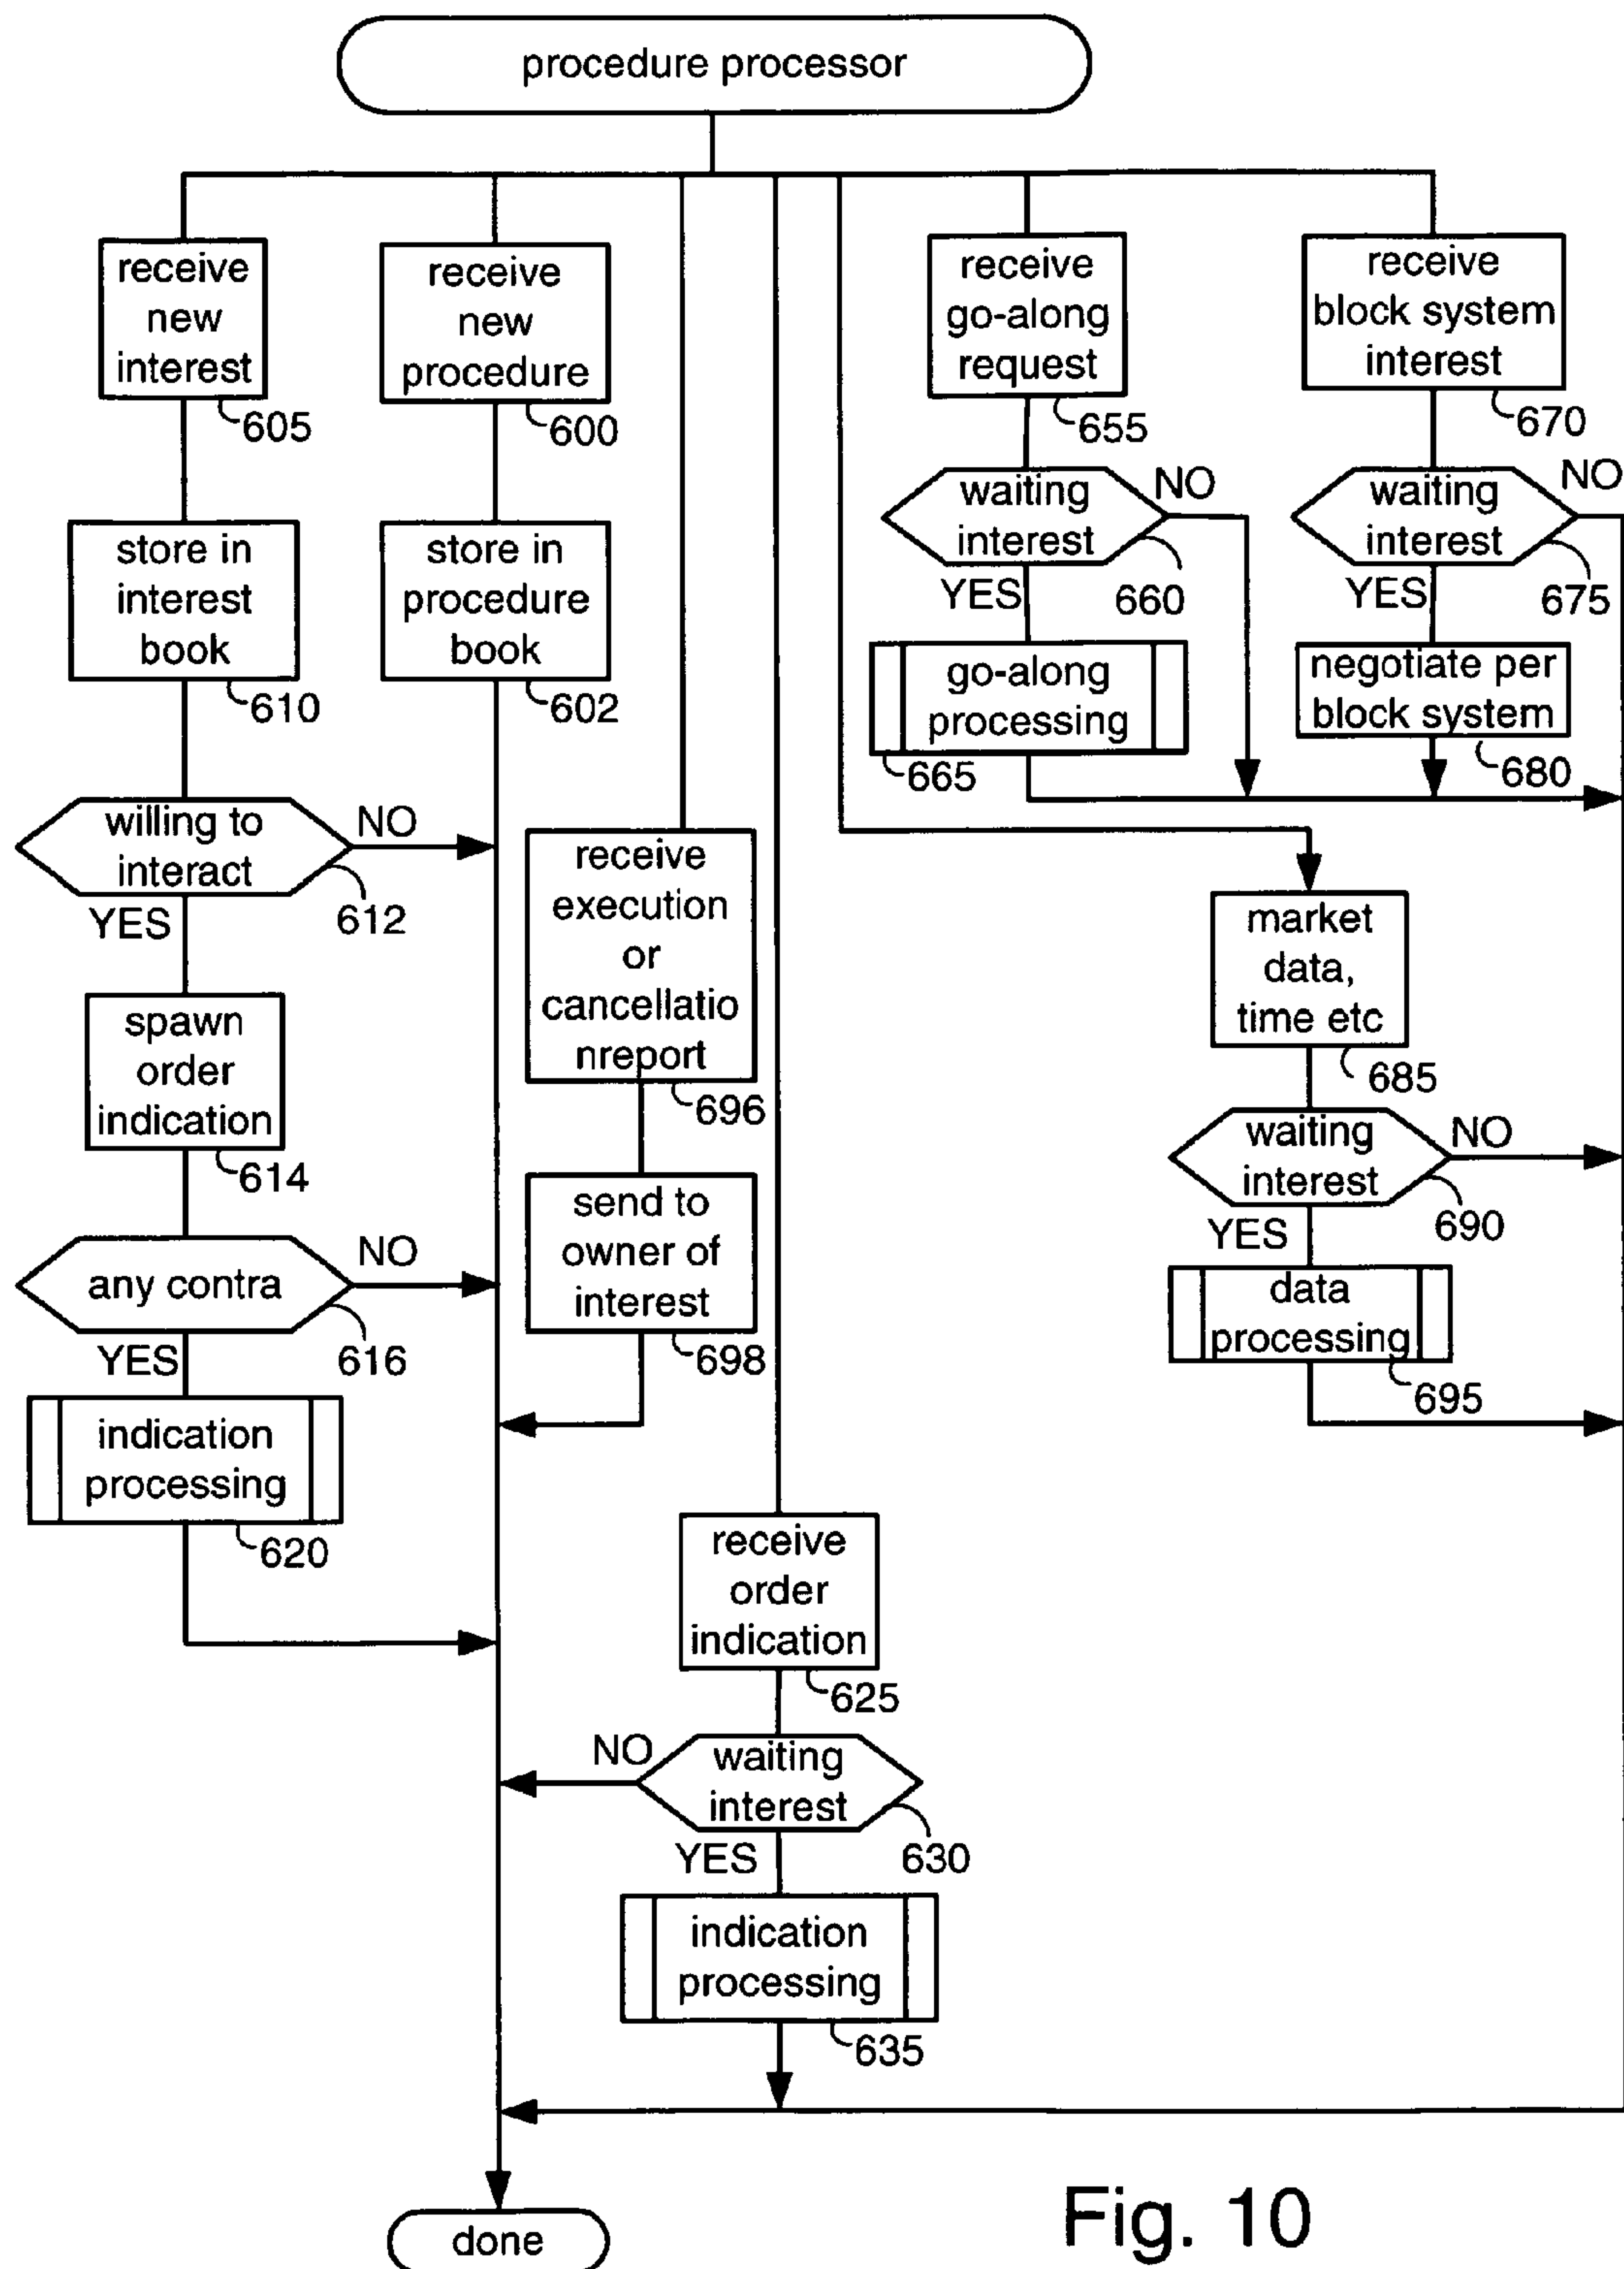 procedure processor
receive
new
interest
605
receive
new
procedure
600
receive
go-along
request
655
receive
block system
interest
670
store in
interest
book
610
store in
procedure
book
602
waiting
interest
NO
YES
660
waiting
interest
NO
YES
675
go-along
processing
665
negotiate per
block system
680
willing to
interact
NO
YES
612
receive
execution
or
cancellatio
nreport
696
market
data,
time etc
685
spawn
order
indication
614
waiting
interest
NO
YES
690
send to
owner of
interest
698
any contra
NO
YES
616
data
processing
695
indication
processing
620
receive
order
indication
625
NO
waiting
interest
YES
630
indication
processing
635
done
Fig. 10